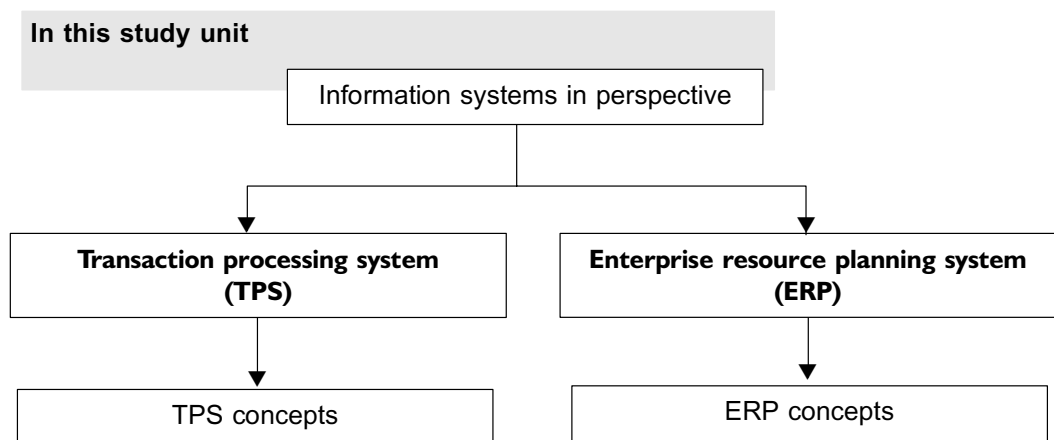 In this study unit
Information systems in perspective
Transaction processing system
(TPS)
Enterprise resource planning system
(ERP)
TPS concepts
ERP concepts